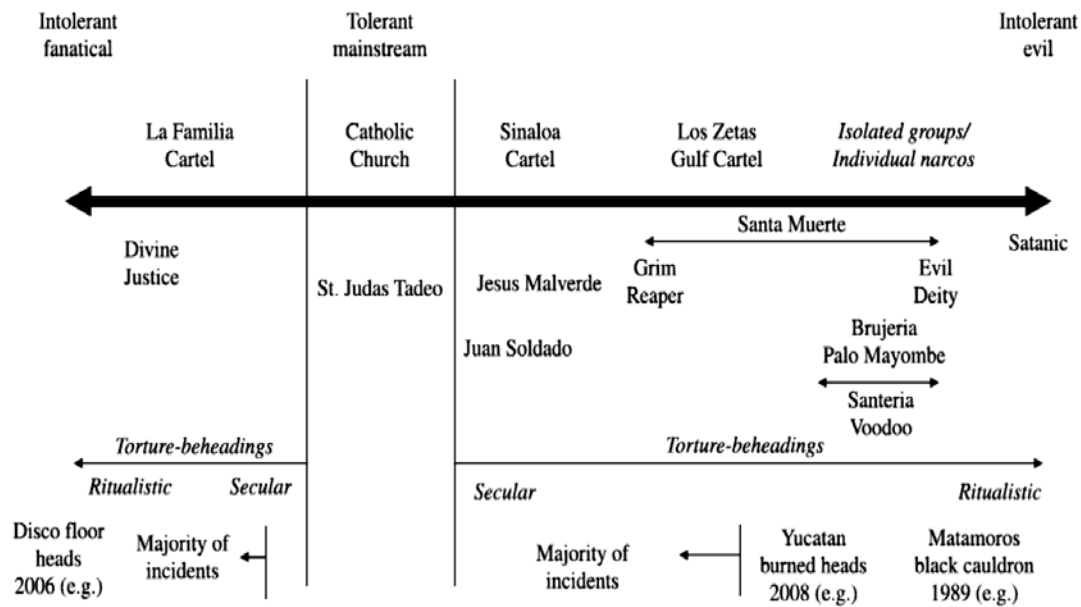 Intolerant
fanatical
Tolerant
mainstream
Intolerant
evil
La Familia
Cartel
Catholic
Church
Sinaloa
Cartel
Los Zetas
Gulf Cartel
Isolated groups/
Individual narcos
Santa Muerte
Satanic
Divine
Justice
St. Judas Tadeo
Jesus Malverde
Grim
Reaper
Evil
Deity
Juan Soldado
Brujeria
Palo Mayombe
Santeria
Voodoo
Torture-beheadings
Torture-beheadings
Ritualistic
Secular
Secular
Ritualistic
Disco floor
heads
2006 (e.g.)
Majority of
incidents
Majority of
incidents
Yucatan
burned heads
2008 (e.g.)
Matamoros
black cauldron
1989 (e.g.)